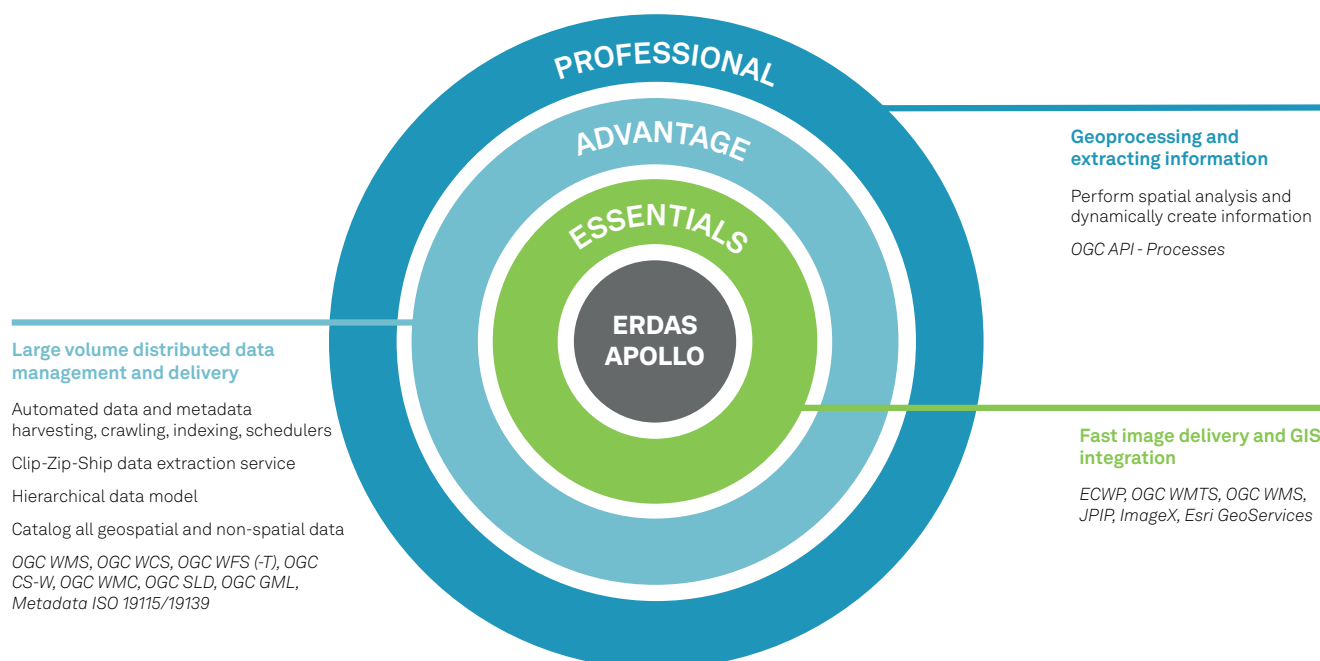 PROFESSIONAL
ADVANTAGE
ESSENTIALS
ERDAS
APOLLO
Geoprocessing and
extracting information
Perform spatial analysis and
dynamically create information
OGC API - Processes
Large volume distributed data
management and delivery
Automated data and metadata
harvesting, crawling, indexing, schedulers
Clip-Zip-Ship data extraction service
Hierarchical data model
Catalog all geospatial and non-spatial data
OGC WMS, OGC WCS, OGC WFS (-T), OGC
CS-W, OGC WMC, OGC SLD, OGC GML,
Metadata ISO 19115/19139
Fast image delivery and GIS
integration
ECWP, OGC WMTS, OGC WMS,
JPIP, ImageX, Esri GeoServices